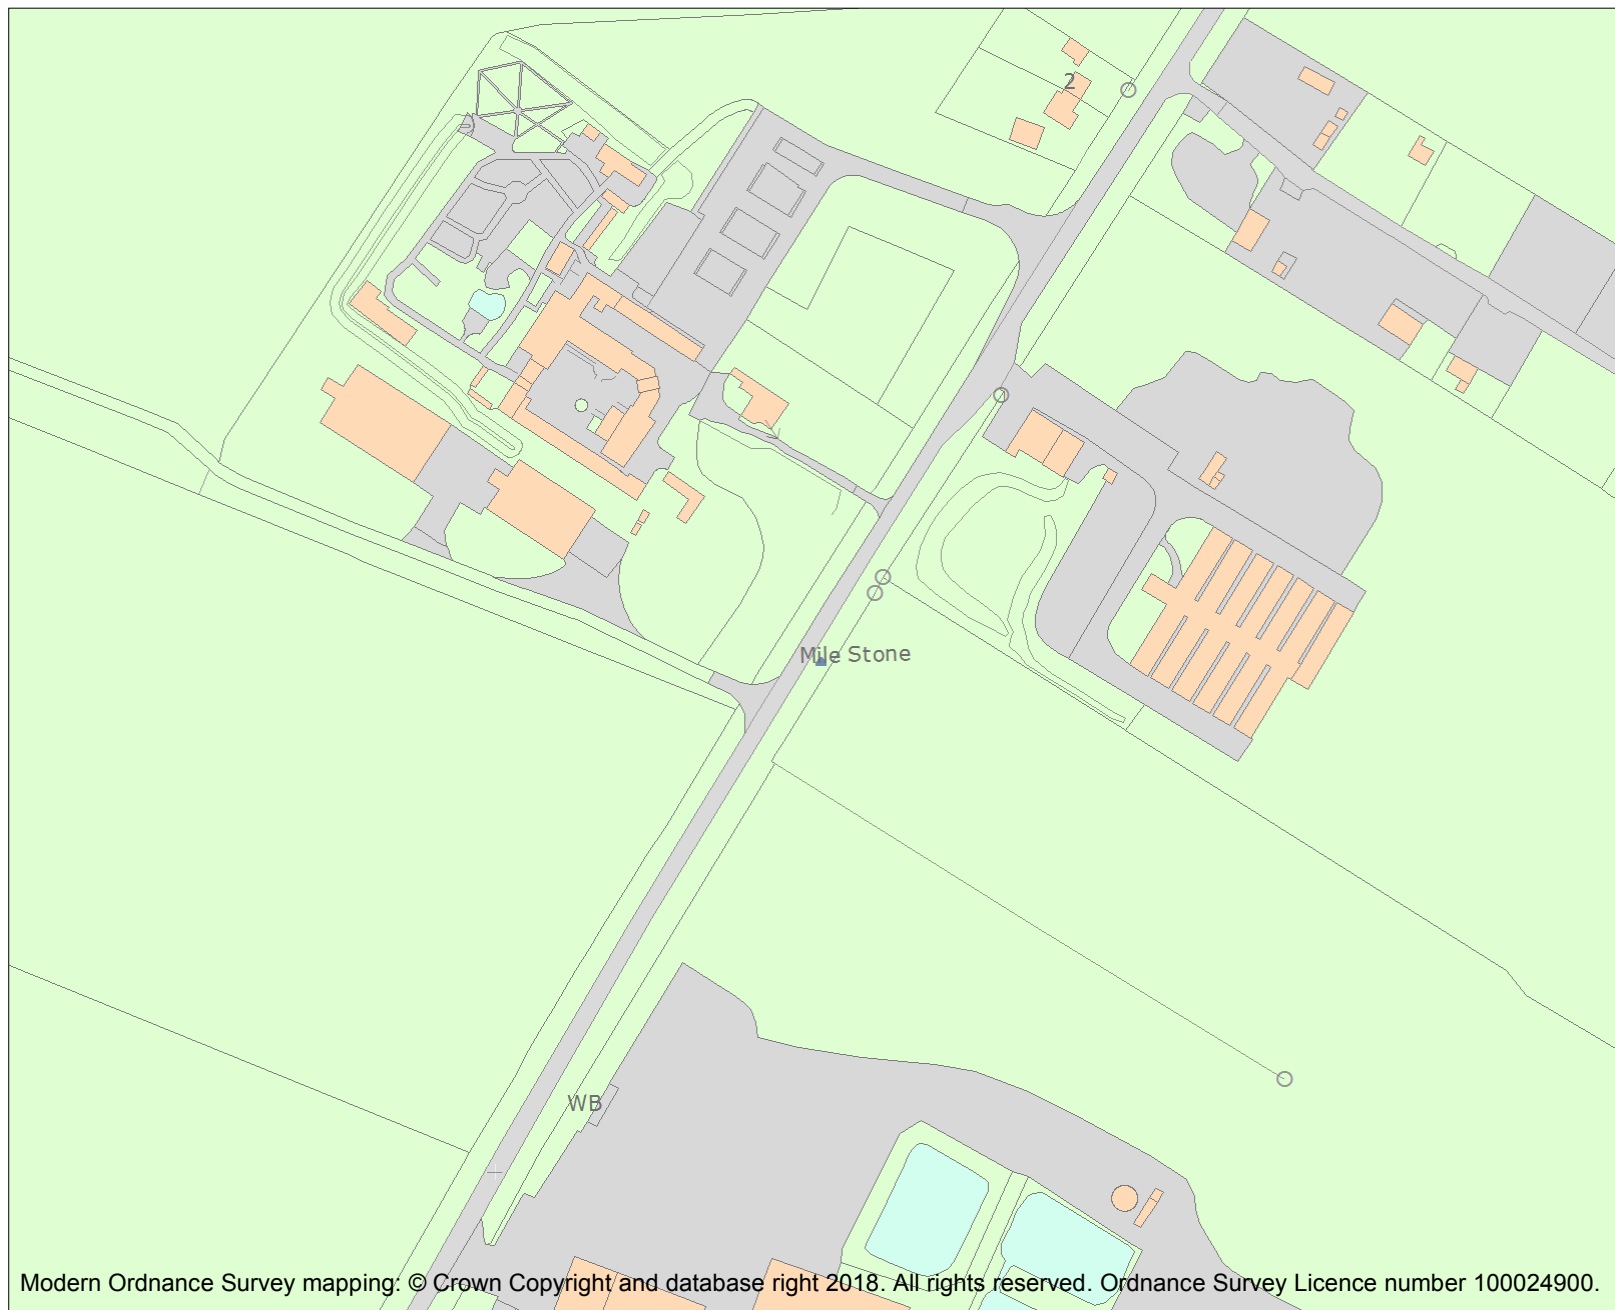 2
Mile Stone
WB
Modern Ordnance Survey mapping: © Crown Copyright and database right 2018. All rights reserved. Ordnance Survey Licence number 100024900.